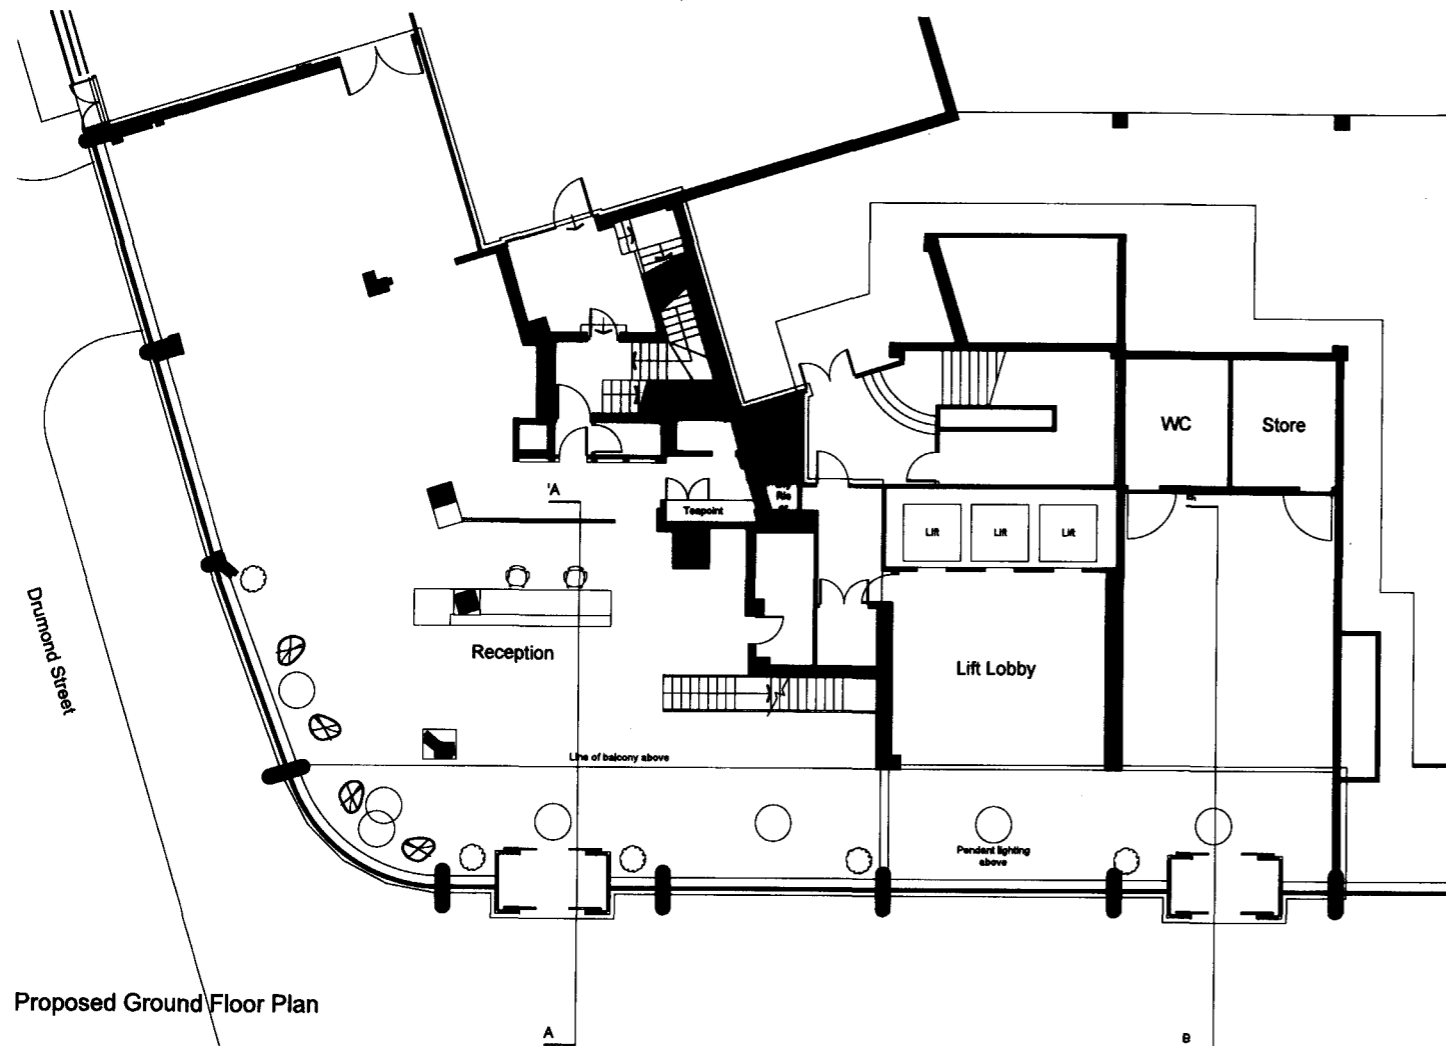 WC
Store
'A
Teapoint
Lift
Lift
Lift
Drumond Street
Reception
Lift Lobby
Line of balcony above
Pendant lighting
above
Proposed Ground Floor Plan
A
B